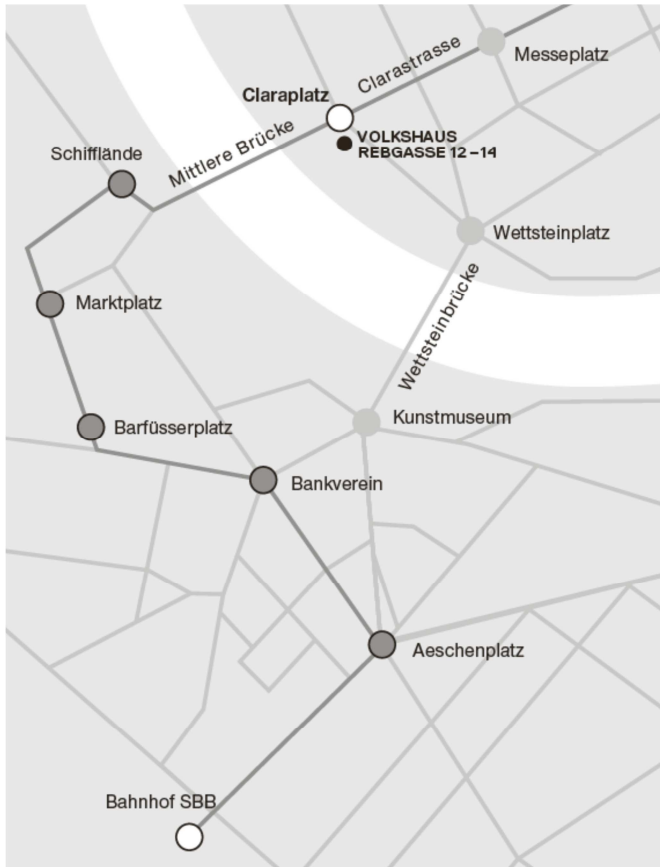 Messeplatz
Clarastrasse
Claraplatz
VOLKSHAUS
REBGASSE 12–14
Mittlere Brücke
Schifflände
Wettsteinplatz
Wettsteinbrücke
Marktplatz
Kunstmuseum
Barfüsserplatz
Bankverein
Aeschenplatz
Bahnhof SBB